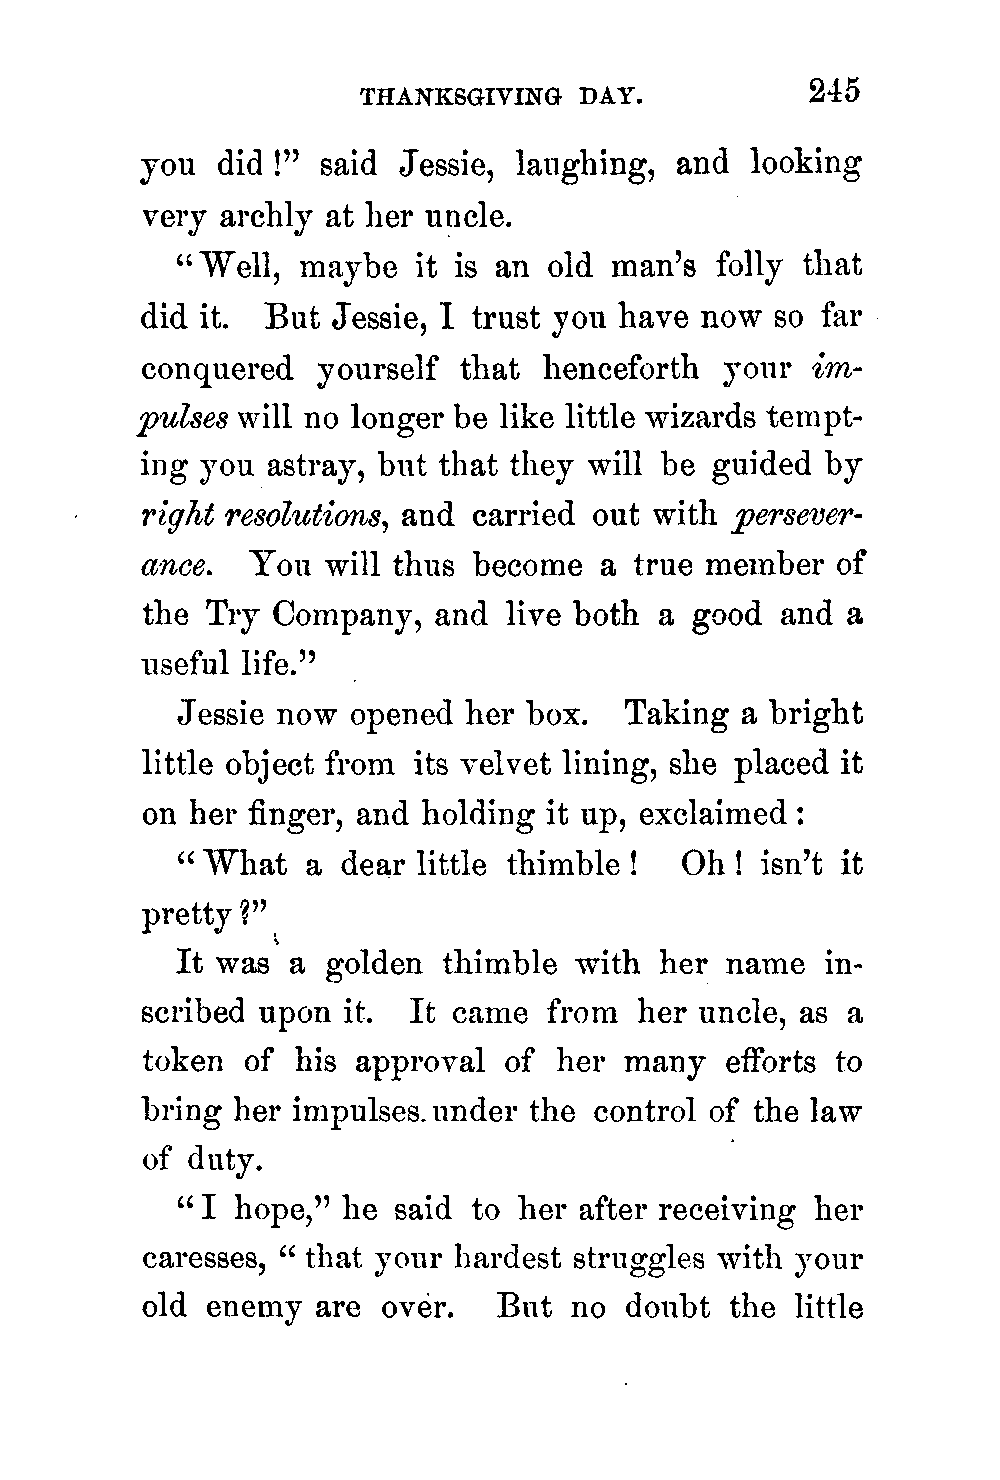 THANKSGIVING DAY. 245
you did!" said Jessie, laughing, and looking
very archly at her uncle.
"Well, maybe it is an old man's folly that
did it. But Jessie, I trust you have now so far
conquered yourself that henceforth your im-
pulses will no longer be like little wizards tempt-
ing you astray, but that they will be guided by
right resolutions, and carried out with persever-
ance. You will thus become a true member of
the Try Company, and live both a good and a
useful life."
Jessie now opened her box. Taking a bright
little object from its velvet lining, she placed it
on her finger, and holding it up, exclaimed:
"What a dear little thimble! Oh! isn't it
pretty?"
It was a golden thimble with her name in-
scribed upon it. It came from her uncle, as a
token of his approval of her many efforts to
bring her impulses under the control of the law
of duty.
"I hope," he said to her after receiving her
caresses, "that your hardest struggles with your
old enemy are over. But no doubt the little